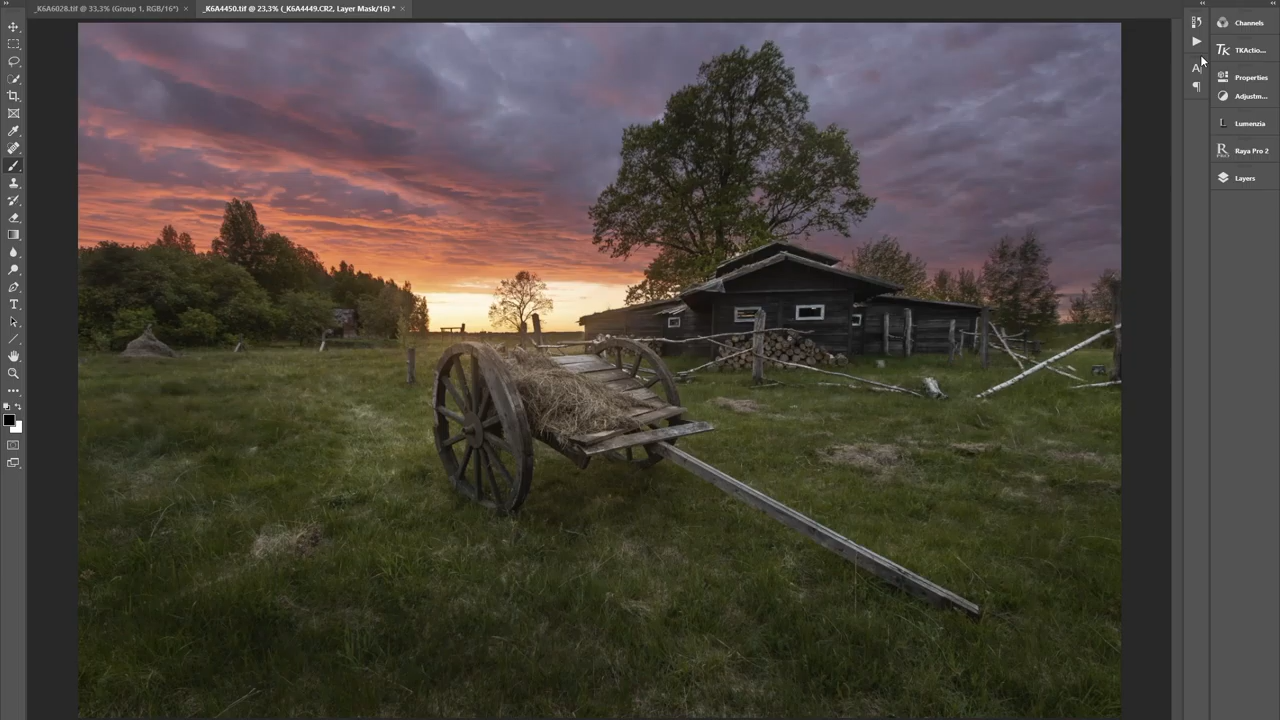 _K6A6028.tif @ 33,3% (Group 1, RGB/16*) ×
_K6A4450.tif @ 23,3% (_K6A4449.CR2, Layer Mask/16) * ×
Channels
TK TKActio...
Properties
A Adjustm...
L Lumenzia
Raya Pro 2
Layers